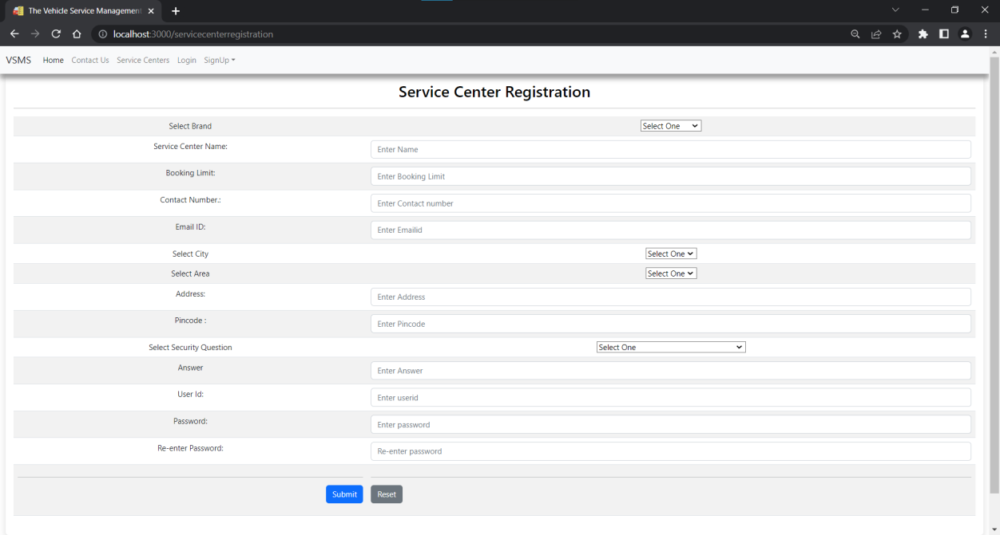 The Vehicle Service Management
localhost:3000/servicecenterregistration
VSMS Home Contact Us Service Centers Login SignUp
Service Center Registration
Select Brand Select One
Service Center Name: Enter Name
Booking Limit: Enter Booking Limit
Contact Number.: Enter Contact number
Email ID: Enter Emailid
Select City Select One
Select Area Select One
Address: Enter Address
Pincode : Enter Pincode
Select Security Question Select One
Answer Enter Answer
User Id: Enter userid
Password: Enter password
Re-enter Password: Re-enter password
Submit Reset